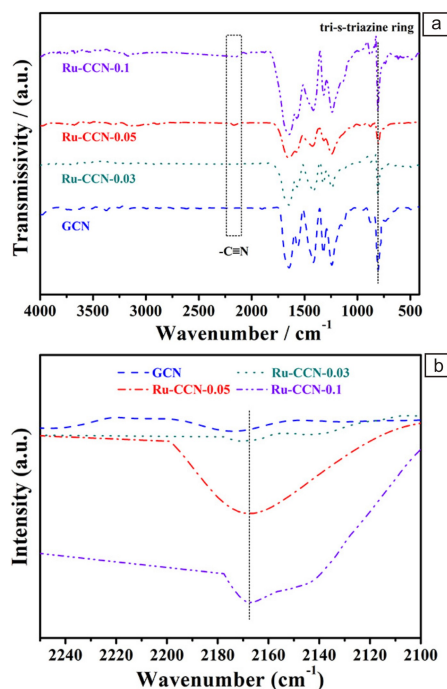 a
tri-s-triazine ring
Ru-CCN-0.1
Ru-CCN-0.05
Ru-CCN-0.03
GCN
-C≡N
Transmissivity / (a.u.)
4000 3500 3000 2500 2000 1500 1000 500
Wavenumber / cm⁻¹
b
GCN Ru-CCN-0.03
Ru-CCN-0.05 Ru-CCN-0.1
Intensity (a.u.)
2240 2220 2200 2180 2160 2140 2120 2100
Wavenumber (cm⁻¹)